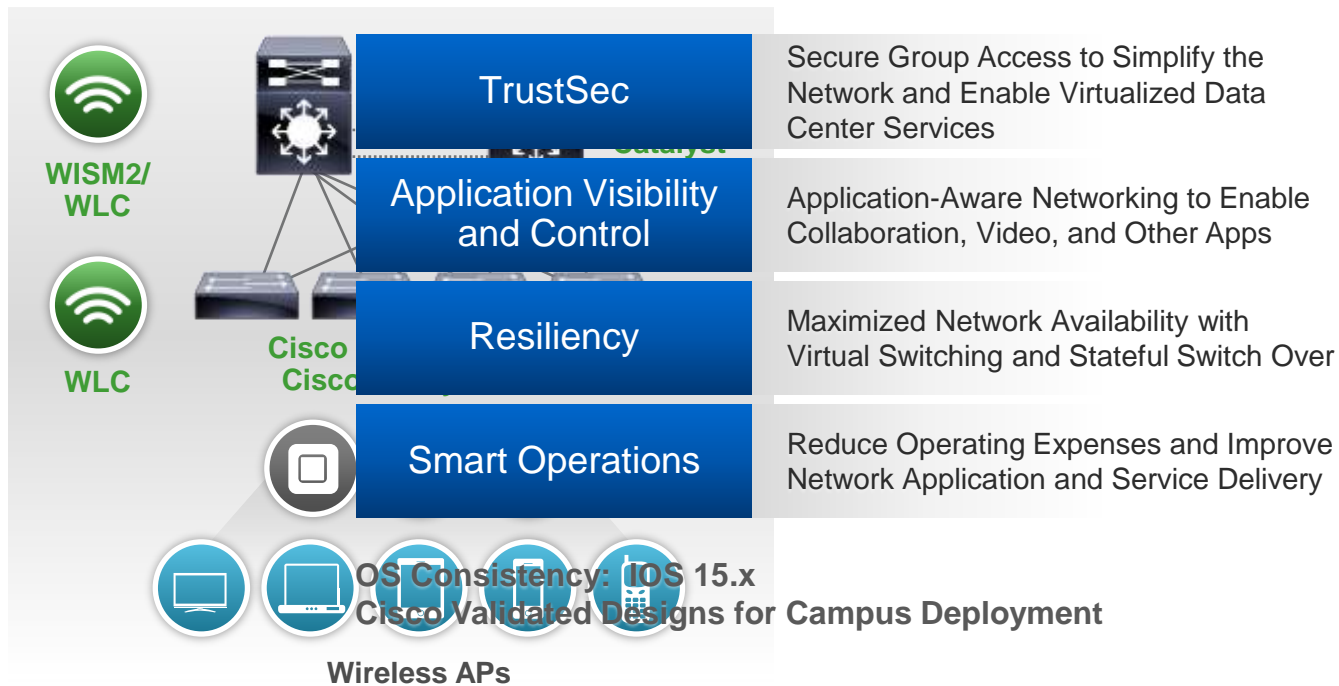 TrustSec
Secure Group Access to Simplify the
Network and Enable Virtualized Data
Center Services
Catalyst
WISM2/
WLC
Application Visibility
and Control
Application-Aware Networking to Enable
Collaboration, Video, and Other Apps
Resiliency
Maximized Network Availability with
Virtual Switching and Stateful Switch Over
WLC
Cisco
Cisco
Smart Operations
Reduce Operating Expenses and Improve
Network Application and Service Delivery
OS Consistency: IOS 15.x
Cisco Validated Designs for Campus Deployment
Wireless APs